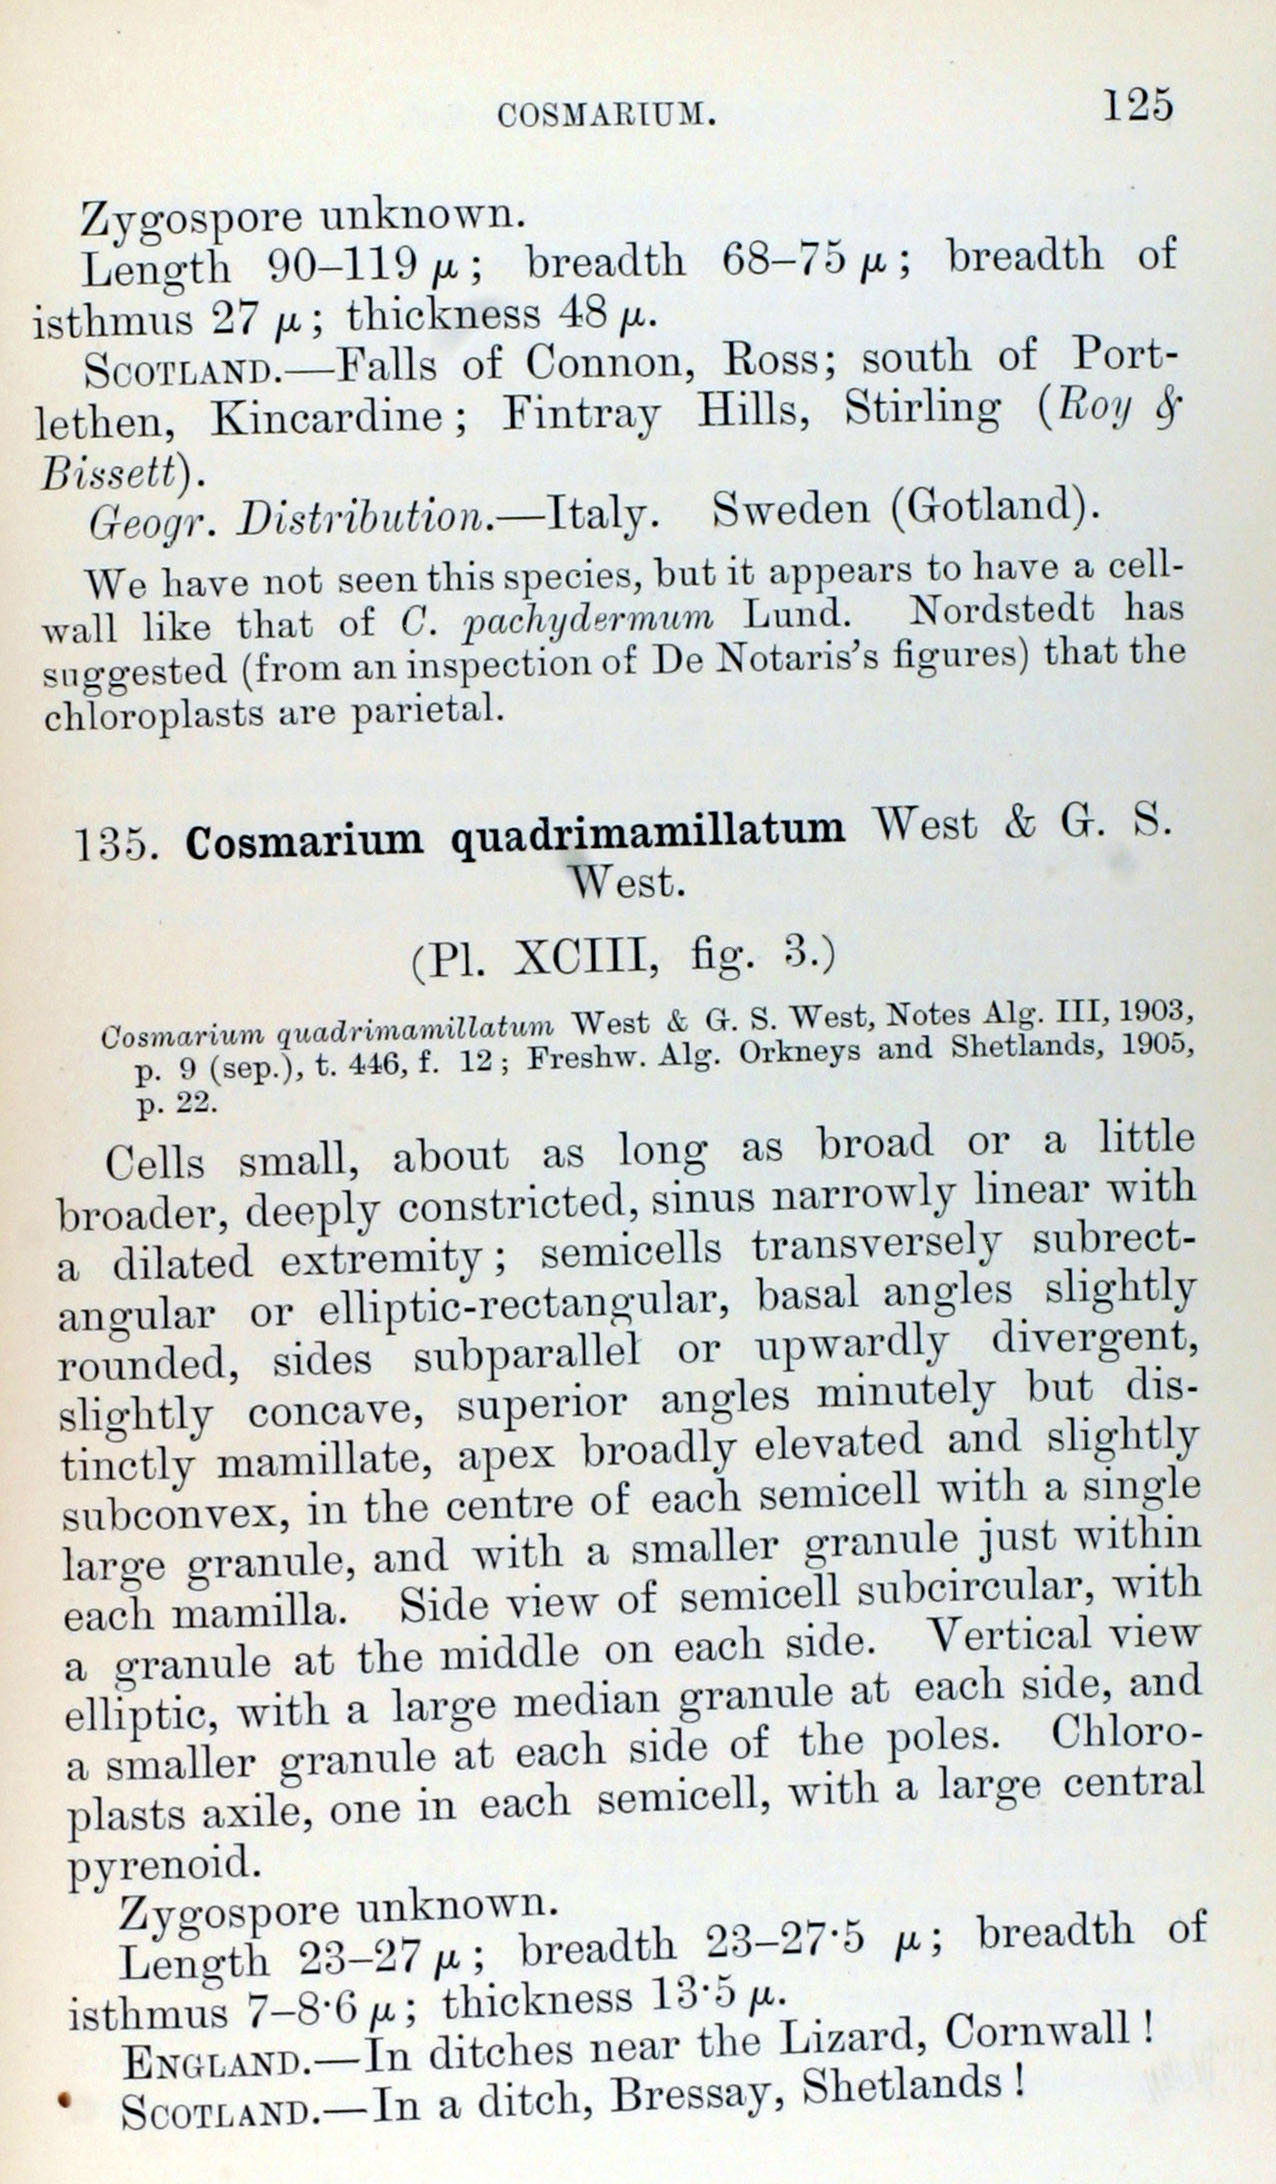 COSMARIUM. 125
Zygospore unknown.
Length 90–119 μ; breadth 68–75 μ; breadth of
isthmus 27 μ; thickness 48 μ.
SCOTLAND.—Falls of Connon, Ross; south of Port-
lethen, Kincardine; Fintray Hills, Stirling (Roy &
Bissett).
Geogr. Distribution.—Italy. Sweden (Gotland).
We have not seen this species, but it appears to have a cell-
wall like that of C. pachydermum Lund. Nordstedt has
suggested (from an inspection of De Notaris's figures) that the
chloroplasts are parietal.
135. Cosmarium quadrimamillatum West & G. S.
West.
(Pl. XCIII, fig. 3.)
Cosmarium quadrimamillatum West & G. S. West, Notes Alg. III, 1903,
p. 9 (sep.), t. 446, f. 12; Freshw. Alg. Orkneys and Shetlands, 1905,
p. 22.
Cells small, about as long as broad or a little
broader, deeply constricted, sinus narrowly linear with
a dilated extremity; semicells transversely subrect-
angular or elliptic-rectangular, basal angles slightly
rounded, sides subparallel or upwardly divergent,
slightly concave, superior angles minutely but dis-
tinctly mamillate, apex broadly elevated and slightly
subconvex, in the centre of each semicell with a single
large granule, and with a smaller granule just within
each mamilla. Side view of semicell subcircular, with
a granule at the middle on each side. Vertical view
elliptic, with a large median granule at each side, and
a smaller granule at each side of the poles. Chloro-
plasts axile, one in each semicell, with a large central
pyrenoid.
Zygospore unknown.
Length 23–27 μ; breadth 23–27·5 μ; breadth of
isthmus 7–8·6 μ; thickness 13·5 μ.
ENGLAND.—In ditches near the Lizard, Cornwall!
SCOTLAND.—In a ditch, Bressay, Shetlands!